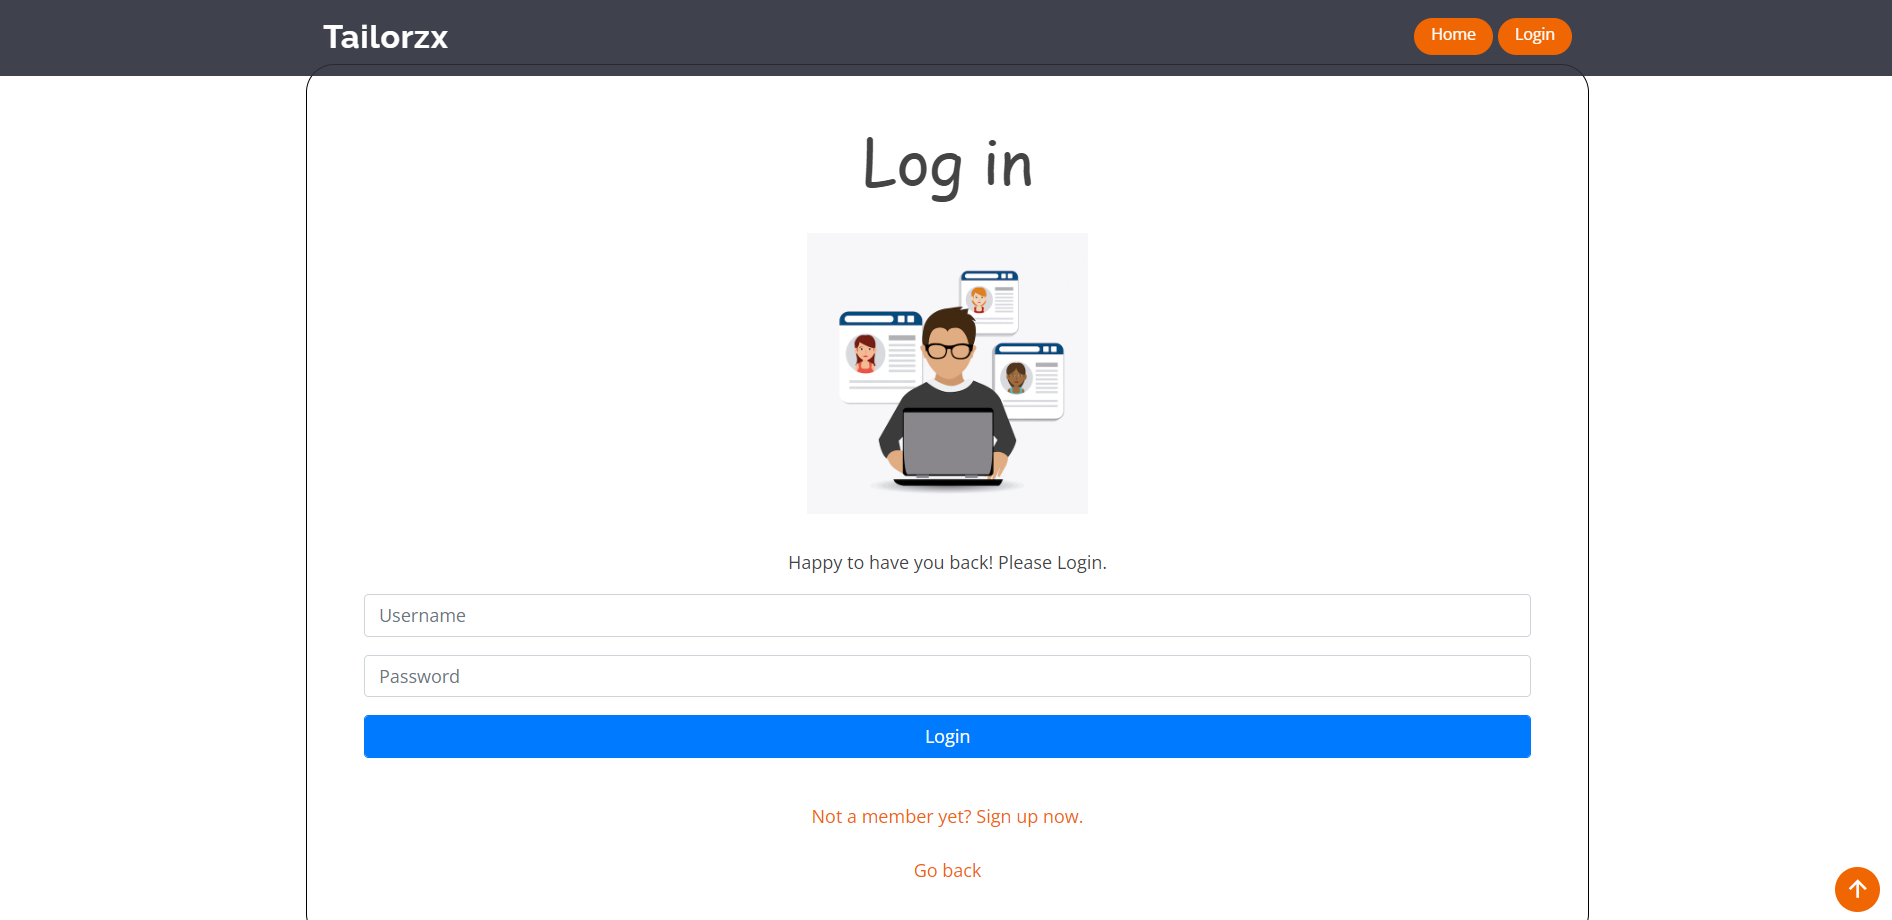 Tailorzx
Home
Login
Log in
Happy to have you back! Please Login.
Username
Password
Login
Not a member yet? Sign up now.
Go back